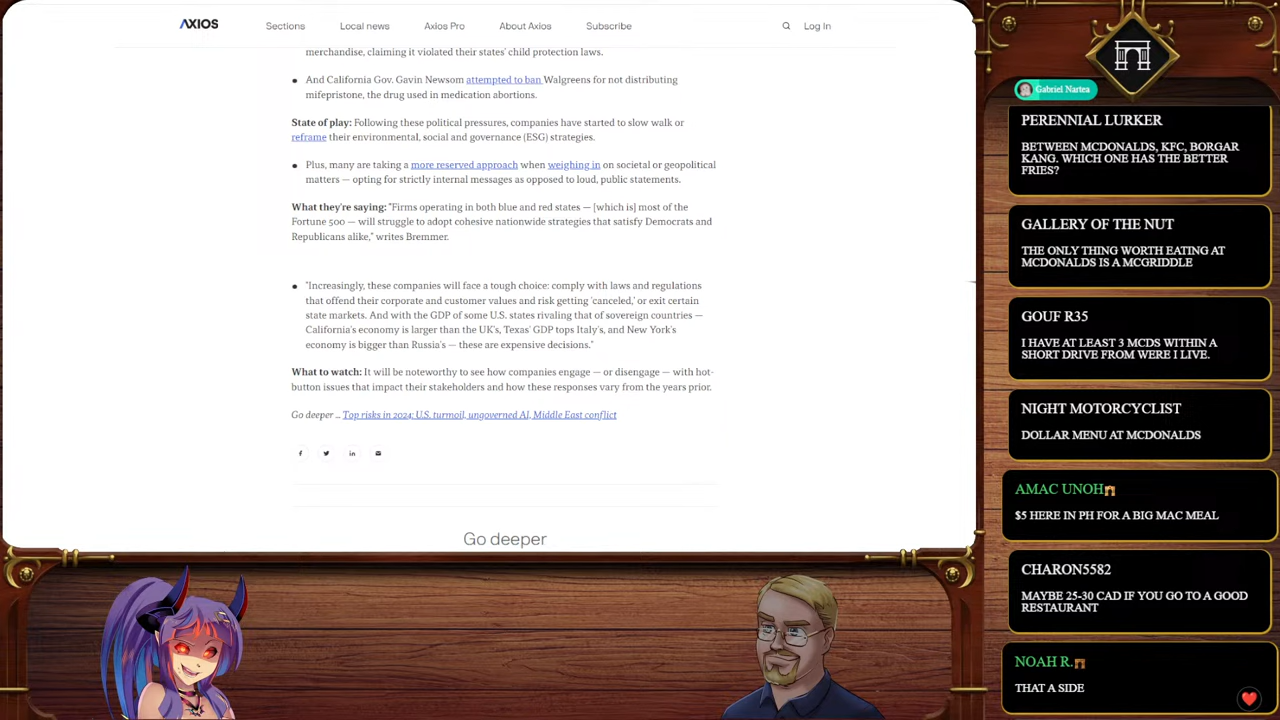 AXIOS
Sections
Local news
Axios Pro
About Axios
Subscribe
Log In
merchandise, claiming it violated their states' child protection laws.
And California Gov. Gavin Newsom attempted to ban Walgreens for not distributing
mifepristone, the drug used in medication abortions.
State of play: Following these political pressures, companies have started to slow walk or
reframe their environmental, social and governance (ESG) strategies.
Plus, many are taking a more reserved approach when weighing in on societal or geopolitical
matters — opting for strictly internal messages as opposed to loud, public statements.
What they're saying: "Firms operating in both blue and red states — [which is] most of the
Fortune 500 — will struggle to adopt cohesive nationwide strategies that satisfy Democrats and
Republicans alike," writes Bremmer.
"Increasingly, these companies will face a tough choice: comply with laws and regulations
that offend their corporate and customer values and risk getting 'canceled,' or exit certain
state markets. And with the GDP of some U.S. states rivaling that of sovereign countries —
California's economy is larger than the UK's, Texas' GDP tops Italy's, and New York's
economy is bigger than Russia's — these are expensive decisions."
What to watch: It will be noteworthy to see how companies engage — or disengage — with hot-
button issues that impact their stakeholders and how these responses vary from the years prior.
Go deeper ... Top risks in 2024: U.S. turmoil, ungoverned AI, Middle East conflict
Go deeper
Gabriel Nartea
PERENNIAL LURKER
BETWEEN MCDONALDS, KFC, BORGAR
KANG. WHICH ONE HAS THE BETTER
FRIES?
GALLERY OF THE NUT
THE ONLY THING WORTH EATING AT
MCDONALDS IS A MCGRIDDLE
GOUF R35
I HAVE AT LEAST 3 MCDS WITHIN A
SHORT DRIVE FROM WERE I LIVE.
NIGHT MOTORCYCLIST
DOLLAR MENU AT MCDONALDS
AMAC UNOH
$5 HERE IN PH FOR A BIG MAC MEAL
CHARON5582
MAYBE 25-30 CAD IF YOU GO TO A GOOD
RESTAURANT
NOAH R.
THAT A SIDE